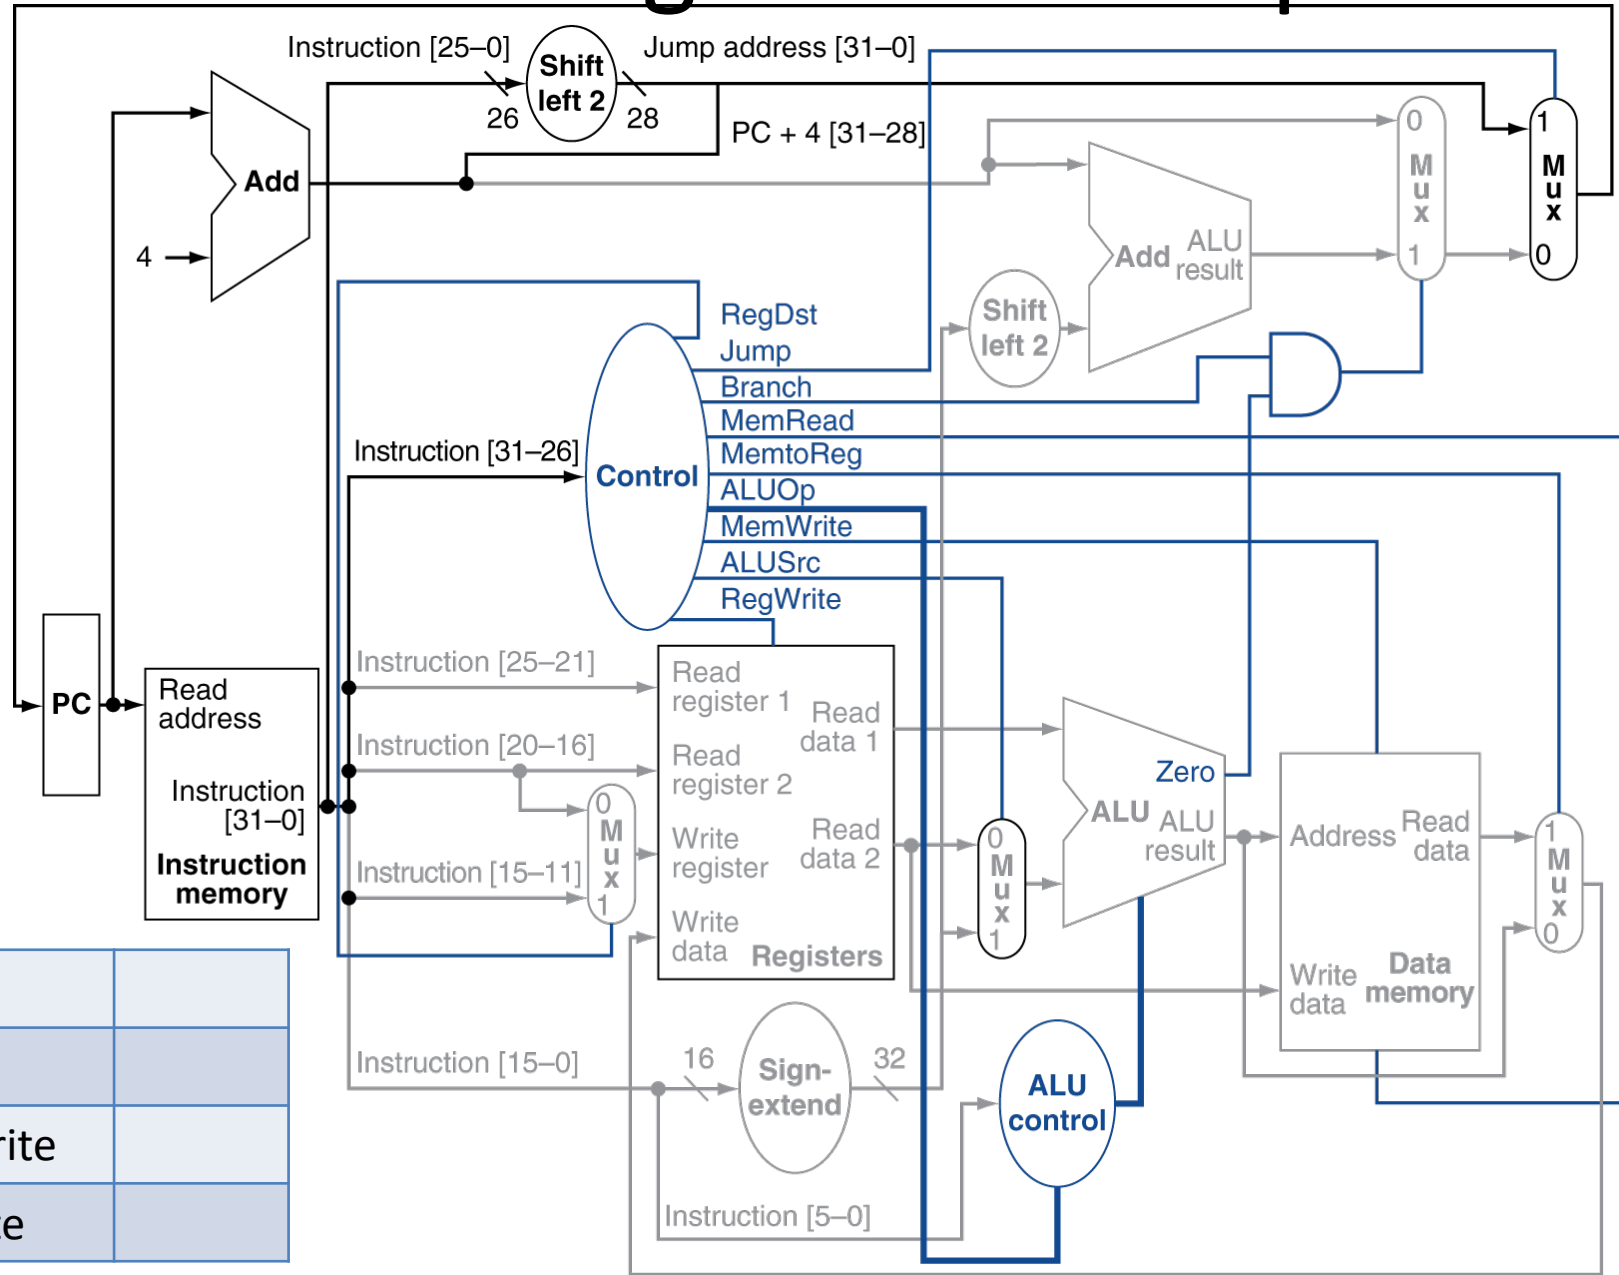 Instruction [25–0]
Shift
left 2
Jump address [31–0]
26
28
PC + 4 [31–28]
Add
4
0
M
u
x
1
1
M
u
x
0
Add
ALU
result
Shift
left 2
RegDst
Jump
Branch
MemRead
MemtoReg
ALUOp
MemWrite
ALUSrc
RegWrite
Instruction [31–26]
Control
PC
Read
address
Instruction
[31–0]
Instruction
memory
Instruction [25–21]
Instruction [20–16]
Instruction [15–11]
0
M
u
x
1
Read
register 1
Read
register 2
Write
register
Write
data
Read
data 1
Read
data 2
Registers
0
M
u
x
1
Zero
ALU
ALU
result
Address
Read
data
Write
data
Data
memory
1
M
u
x
0
Instruction [15–0]
16
Sign-
extend
32
ALU
control
Instruction [5–0]